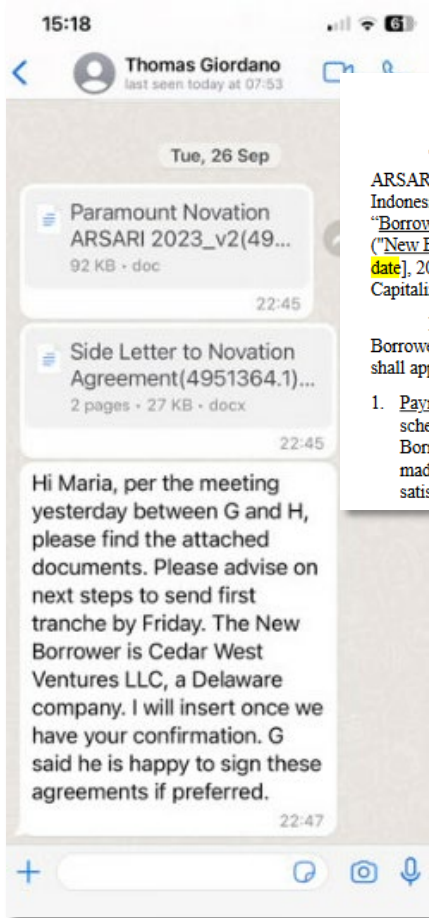 15:18
6
Thomas Giordano
last seen today at 07:53
Tue, 26 Sep
Paramount Novation
ARSARI 2023_v2(49...
92 KB • doc
22:45
Side Letter to Novation
Agreement(4951364.1)...
2 pages • 27 KB • docx
22:45
Hi Maria, per the meeting
yesterday between G and H,
please find the attached
documents. Please advise on
next steps to send first
tranche by Friday. The New
Borrower is Cedar West
Ventures LLC, a Delaware
company. I will insert once we
have your confirmation. G
said he is happy to sign these
agreements if preferred.
22:47
ARSAR
Indones
“Borrow
("New
date], 20
Capitali
Borrowe
shall app
1. Payn
sche
Bor
mad
satis